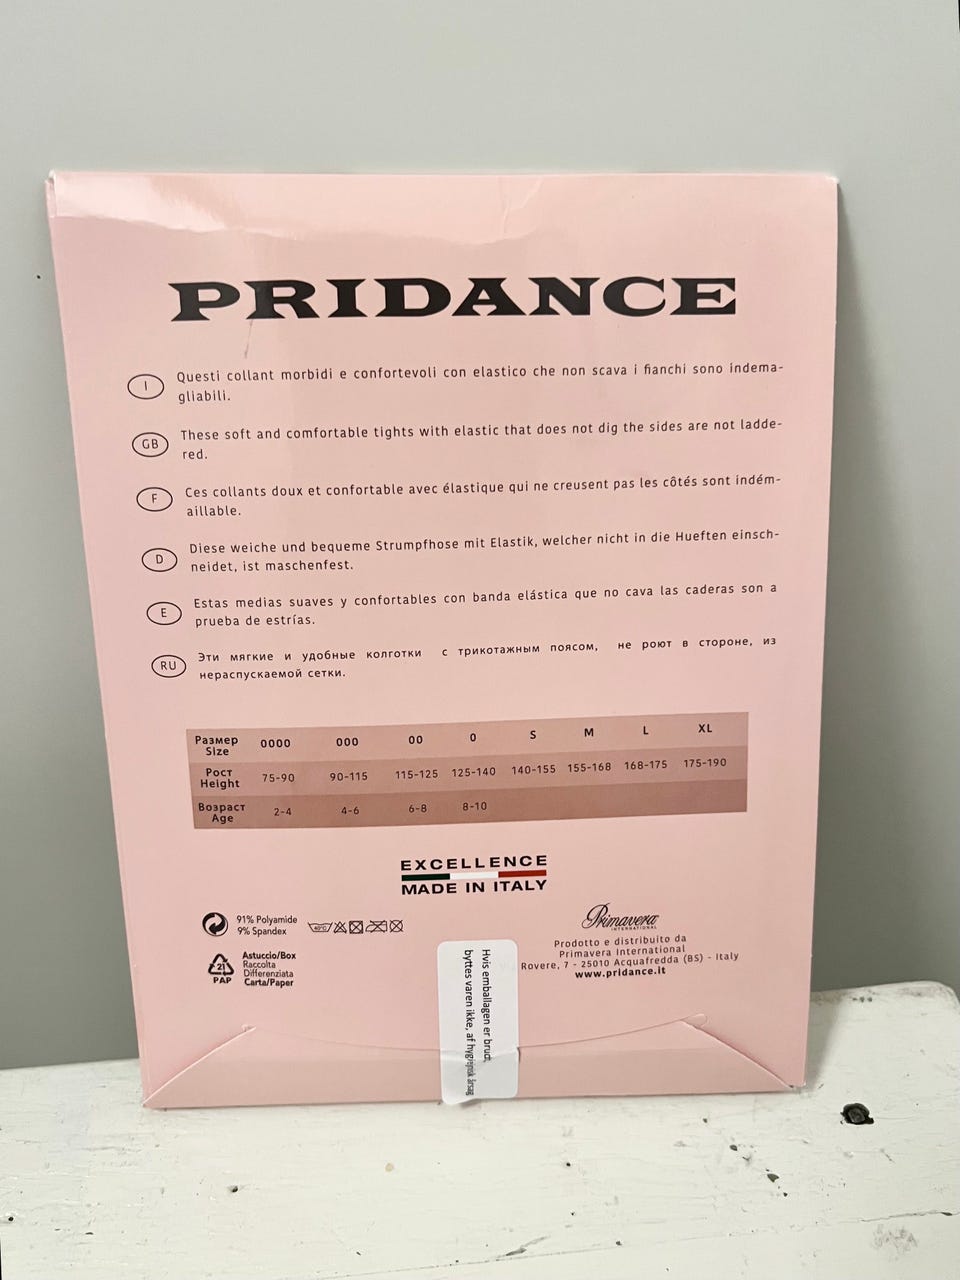 PRIDANCE
I
Questi collant morbidi e confortevoli con elastico che non scava i fianchi sono indema-
gliabili.
GB
These soft and comfortable tights with elastic that does not dig the sides are not ladde-
red.
F
Ces collants doux et confortable avec élastique qui ne creusent pas les côtés sont indém-
aillable.
D
Diese weiche und bequeme Strumpfhose mit Elastik, welcher nicht in die Hueften einsch-
neidet, ist maschenfest.
E
Estas medias suaves y confortables con banda elástica que no cava las caderas son a
prueba de estrías.
RU
Эти мягкие и удобные колготки с трикотажным поясом, не роют в стороне, из
нераспускаемой сетки.
Размер
Size
0000 000 00 0 S M L XL
Рост
Height
75-90 90-115 115-125 125-140 140-155 155-168 168-175 175-190
Возраст
Age
2-4 4-6 6-8 8-10
EXCELLENCE
MADE IN ITALY
91% Polyamide
9% Spandex
40°C
21
PAP
Astuccio/Box
Raccolta
Differenziata
Carta/Paper
Primavera
INTERNATIONAL
Prodotto e distribuito da
Primavera International
Rovere, 7 - 25010 Acquafredda (BS) - Italy
www.pridance.it
Hvis emballagen er brudt,
byttes varen ikke, af hygiejnisk årsag